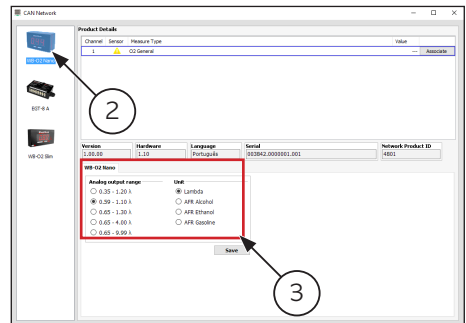 CAN Network
Product Details
Channel Sensor Measure Type Value
1 O2 General --- Associate
WB-O2 Nano
2
EGT-8 A
WB-O2 Slim
Version Hardware Language Serial Network Product ID
1.00.00 1.10 Português 003842.0000001.001 4801
WB-O2 Nano
Analog output range Unit
0.35 - 1.20 λ Lambda
0.59 - 1.10 λ AFR Alcohol
0.65 - 1.30 λ AFR Ethanol
0.65 - 4.00 λ AFR Gasoline
0.65 - 9.99 λ
Save
3